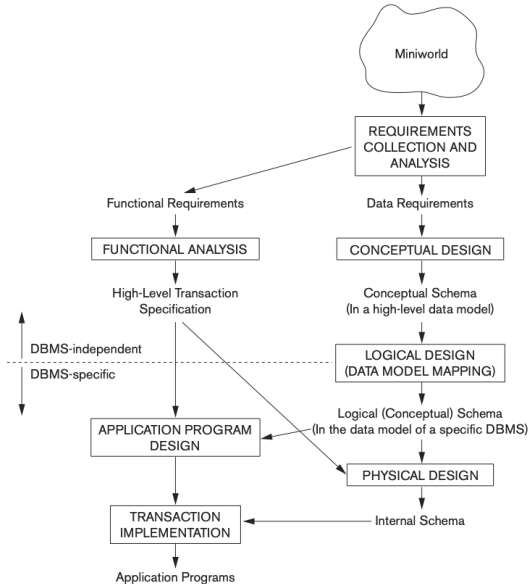 Miniworld
REQUIREMENTS
COLLECTION AND
ANALYSIS
Functional Requirements
Data Requirements
FUNCTIONAL ANALYSIS
CONCEPTUAL DESIGN
High-Level Transaction
Specification
Conceptual Schema
(In a high-level data model)
DBMS-independent
DBMS-specific
LOGICAL DESIGN
(DATA MODEL MAPPING)
Logical (Conceptual) Schema
(In the data model of a specific DBMS)
APPLICATION PROGRAM
DESIGN
PHYSICAL DESIGN
TRANSACTION
IMPLEMENTATION
Internal Schema
Application Programs